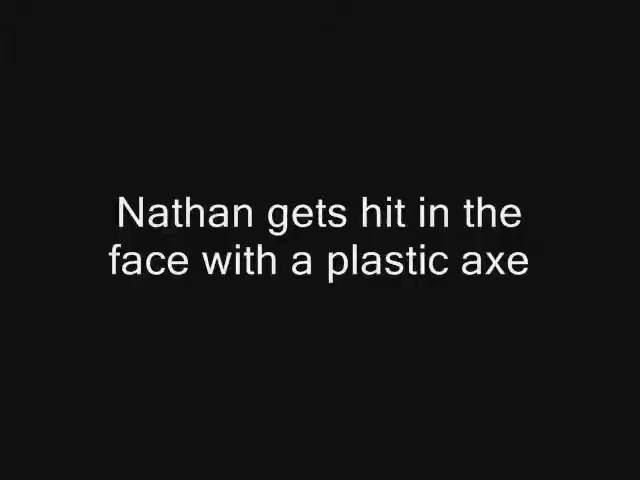 Nathan gets hit in the
face with a plastic axe